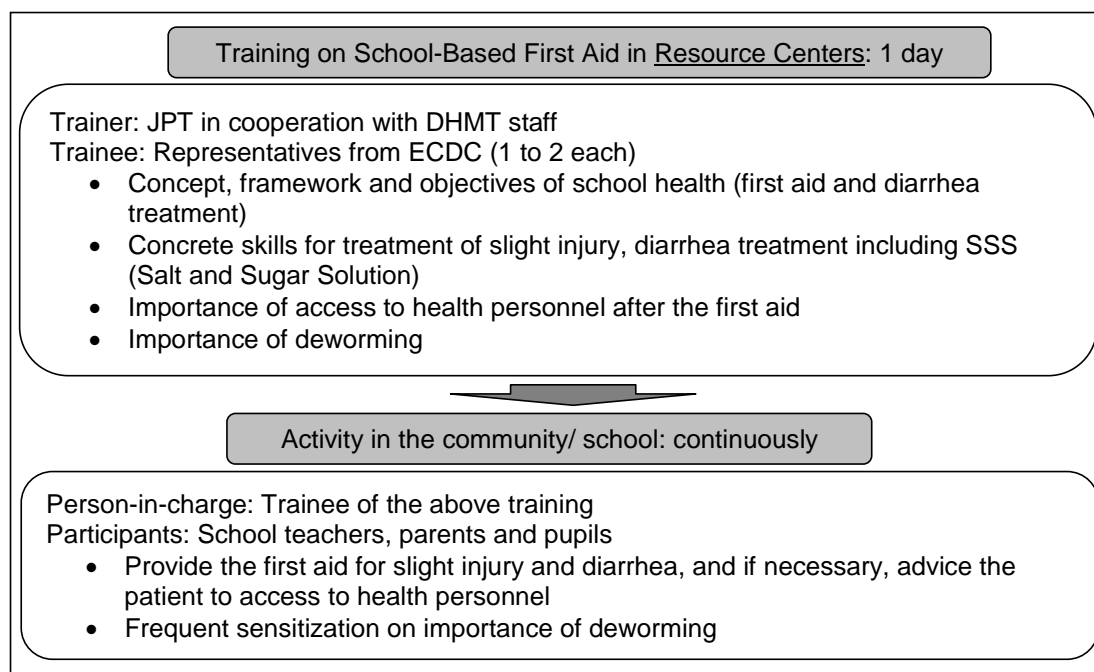 Training on School-Based First Aid in Resource Centers: 1 day
Trainer: JPT in cooperation with DHMT staff
Trainee: Representatives from ECDC (1 to 2 each)
• Concept, framework and objectives of school health (first aid and diarrhea
treatment)
• Concrete skills for treatment of slight injury, diarrhea treatment including SSS
(Salt and Sugar Solution)
• Importance of access to health personnel after the first aid
• Importance of deworming
Activity in the community/ school: continuously
Person-in-charge: Trainee of the above training
Participants: School teachers, parents and pupils
• Provide the first aid for slight injury and diarrhea, and if necessary, advice the
patient to access to health personnel
• Frequent sensitization on importance of deworming